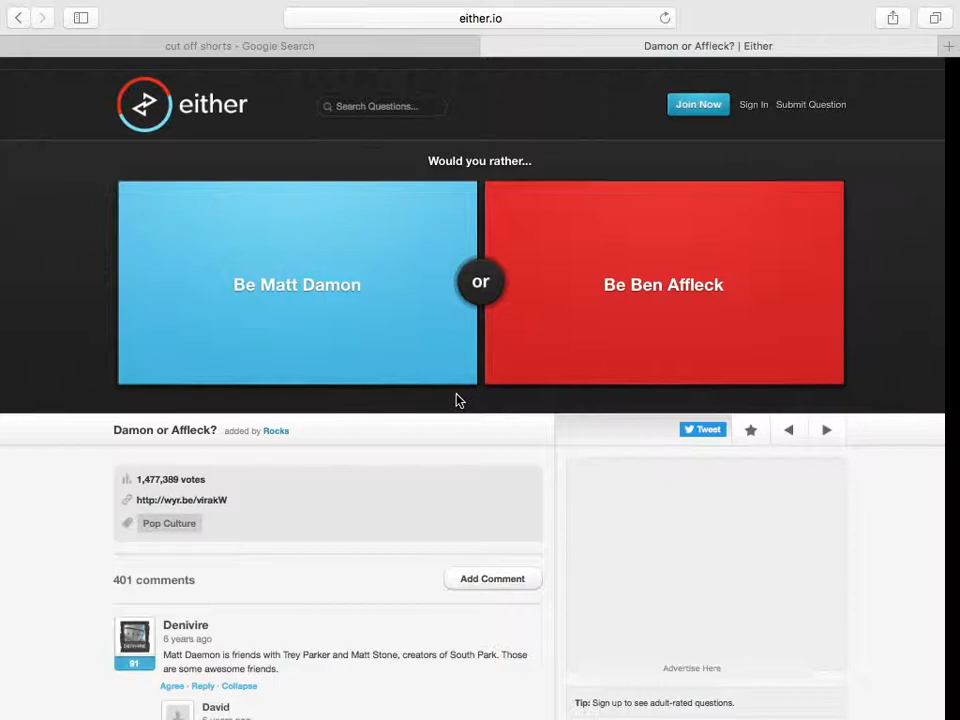 either.io
cut off shorts - Google Search
Damon or Affleck? | Either
either
Search Questions...
Join Now
Sign In
Submit Question
Would you rather...
Be Matt Damon
or
Be Ben Affleck
Damon or Affleck?
added by Rocks
Tweet
1,477,389 votes
http://wyr.be/virakW
Pop Culture
401 comments
Add Comment
Denivire
6 years ago
91
Matt Daemon is friends with Trey Parker and Matt Stone, creators of South Park. Those
are some awesome friends.
Agree · Reply · Collapse
David
Advertise Here
Tip: Sign up to see adult-rated questions.